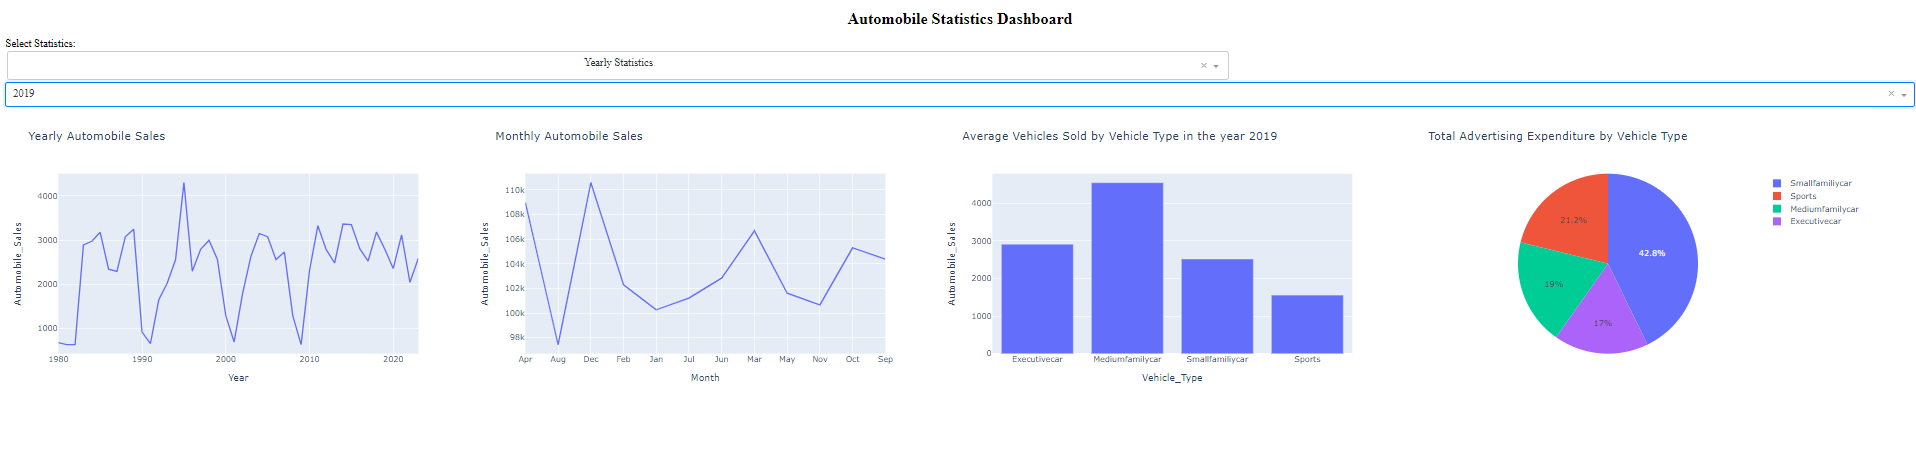 Automobile Statistics Dashboard
Select Statistics:
Yearly Statistics
×
2019
×
Yearly Automobile Sales
Automobile_Sales
4000
3000
2000
1000
1980 1990 2000 2010 2020
Year
Monthly Automobile Sales
Automobile_Sales
110k
108k
106k
104k
102k
100k
98k
Apr Aug Dec Feb Jan Jul Jun Mar May Nov Oct Sep
Month
Average Vehicles Sold by Vehicle Type in the year 2019
Automobile_Sales
4000
3000
2000
1000
0
Executivecar Mediumfamilycar Smallfamiliycar Sports
Vehicle_Type
Total Advertising Expenditure by Vehicle Type
42.8%
21.2%
19%
17%
Smallfamiliycar
Sports
Mediumfamilycar
Executivecar